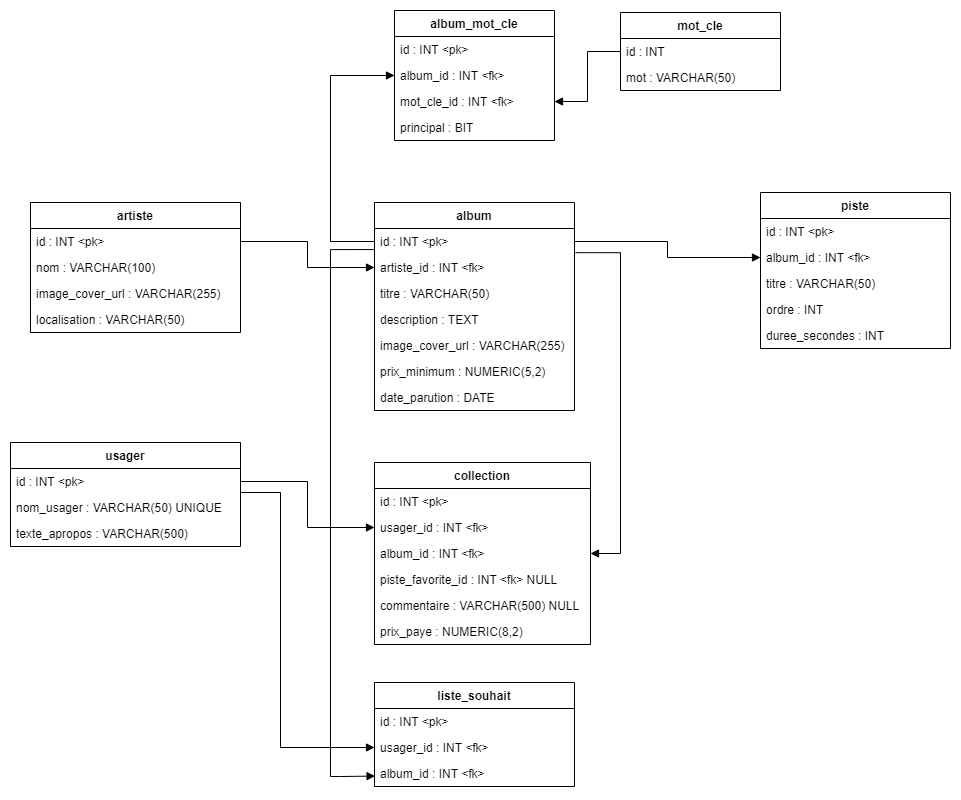 album_mot_cle
id : INT <pk>
album_id : INT <fk>
mot_cle_id : INT <fk>
principal : BIT
mot_cle
id : INT
mot : VARCHAR(50)
artiste
id : INT <pk>
nom : VARCHAR(100)
image_cover_url : VARCHAR(255)
localisation : VARCHAR(50)
album
id : INT <pk>
artiste_id : INT <fk>
titre : VARCHAR(50)
description : TEXT
image_cover_url : VARCHAR(255)
prix_minimum : NUMERIC(5,2)
date_parution : DATE
piste
id : INT <pk>
album_id : INT <fk>
titre : VARCHAR(50)
ordre : INT
duree_secondes : INT
usager
id : INT <pk>
nom_usager : VARCHAR(50) UNIQUE
texte_apropos : VARCHAR(500)
collection
id : INT <pk>
usager_id : INT <fk>
album_id : INT <fk>
piste_favorite_id : INT <fk> NULL
commentaire : VARCHAR(500) NULL
prix_paye : NUMERIC(8,2)
liste_souhait
id : INT <pk>
usager_id : INT <fk>
album_id : INT <fk>